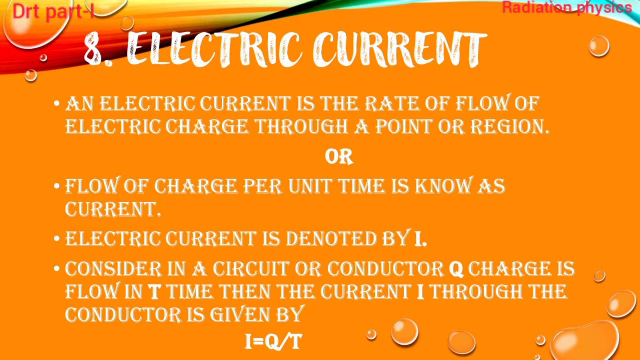 Drt part-I
Radiation physics
8. ELECTRIC CURRENT
• AN ELECTRIC CURRENT IS THE RATE OF FLOW OF
ELECTRIC CHARGE THROUGH A POINT OR REGION.
OR
• FLOW OF CHARGE PER UNIT TIME IS KNOW AS
CURRENT.
• ELECTRIC CURRENT IS DENOTED BY I.
• CONSIDER IN A CIRCUIT OR CONDUCTOR Q CHARGE IS
FLOW IN T TIME THEN THE CURRENT I THROUGH THE
CONDUCTOR IS GIVEN BY
I=Q/T